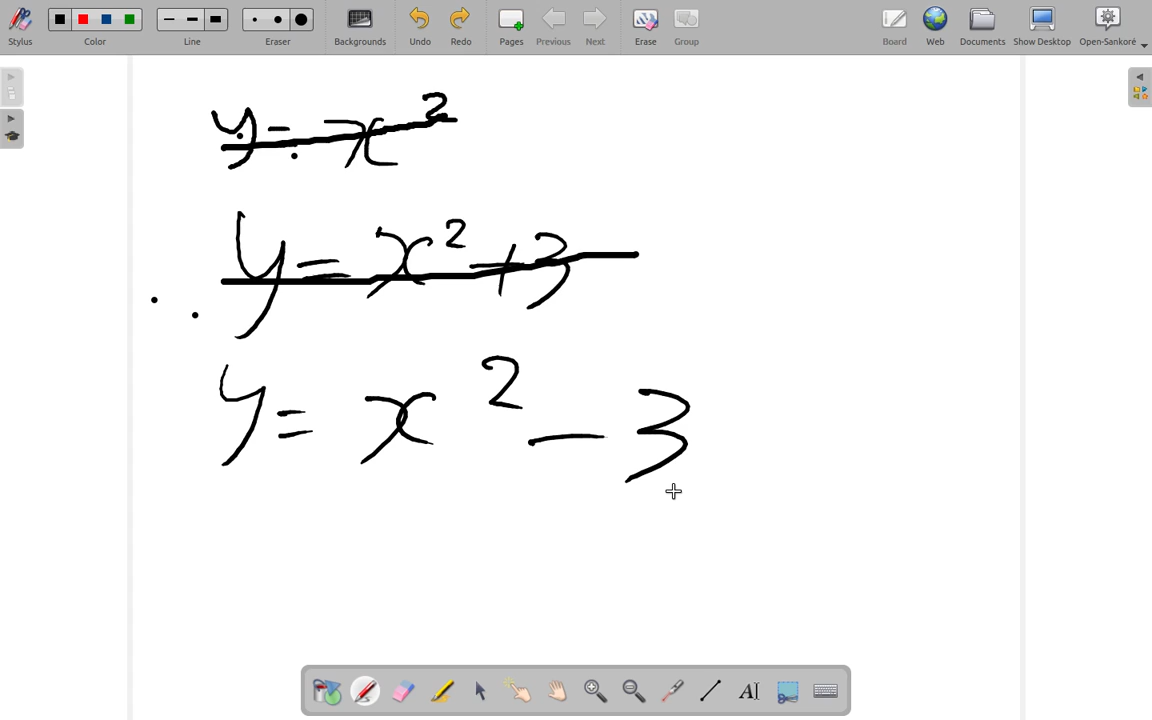 Stylus Color Line Eraser Backgrounds Undo Redo Pages Previous Next Erase Group Board Web Documents Show Desktop Open-Sankoré
y = x²
y = x² + 3
y = x² - 3